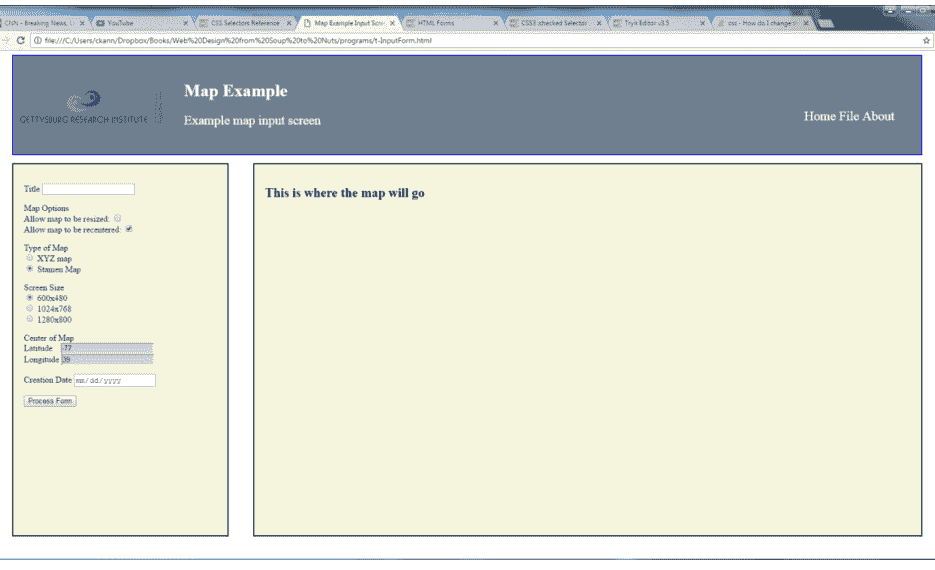 CNN - Breaking News, U
YouTube
CSS Selectors Reference
Map Example Input Scre
HTML Forms
CSS3 :checked Selector
Tryit Editor v3.5
css - How do I change
file:///C:/Users/ckann/Dropbox/Books/Web%20Design%20from%20Soup%20to%20Nuts/programs/t-InputForm.html
Map Example
GETTYSBURG RESEARCH INSTITUTE
Example map input screen
Home File About
Title
Map Options
Allow map to be resized:
Allow map to be recentered:
Type of Map
XYZ map
Stamen Map
Screen Size
600x480
1024x768
1280x800
Center of Map
Latitude -77
Longitude 39
Creation Date mm/dd/yyyy
Process Form
This is where the map will go